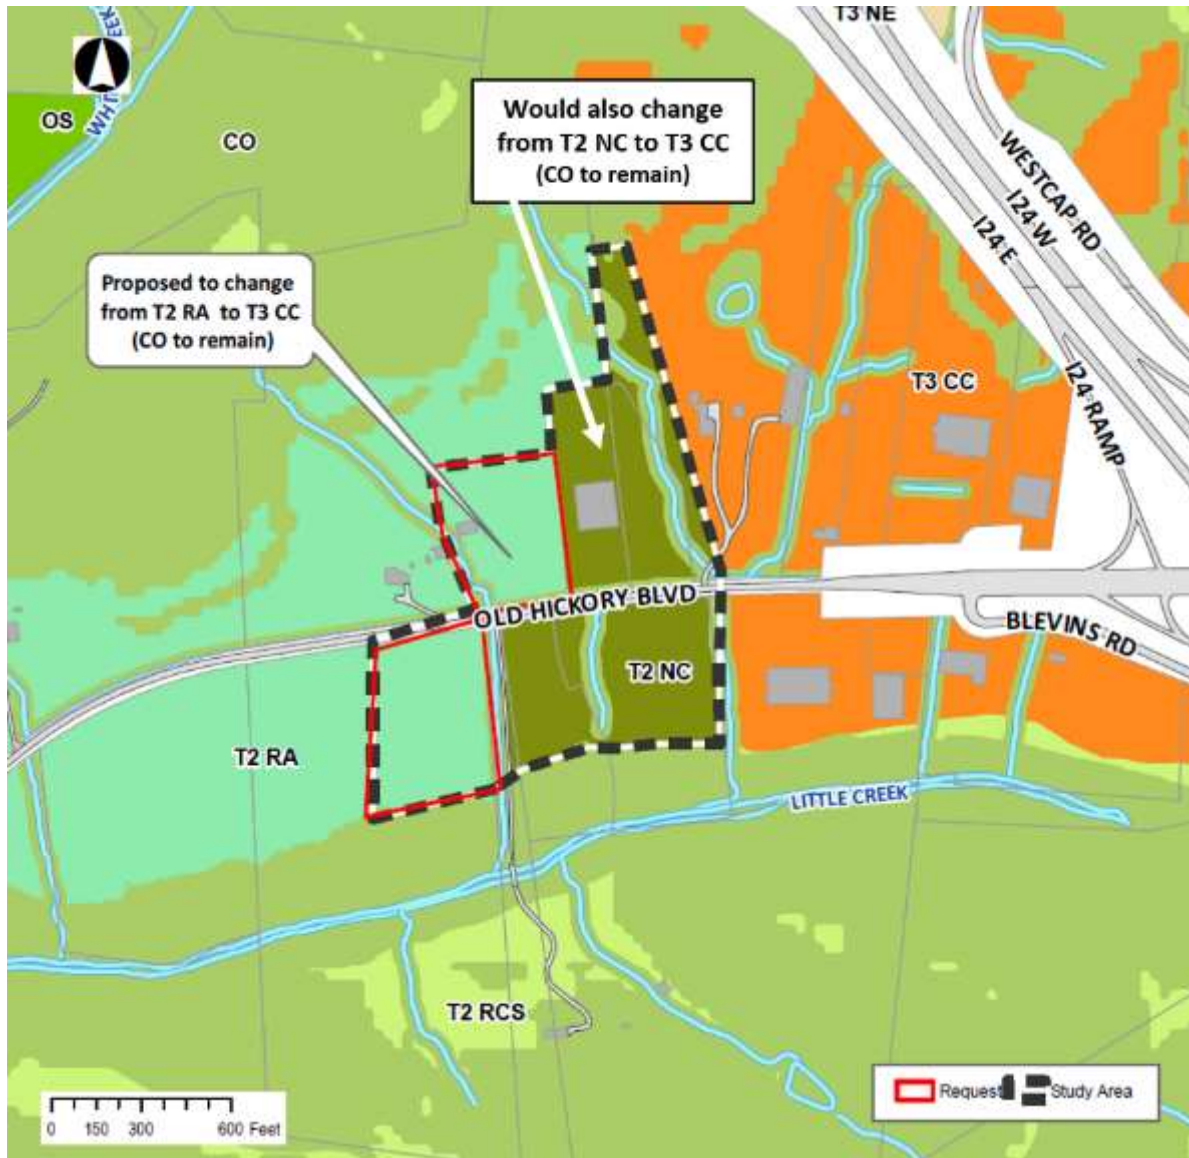 T3 NE
WHI
EEK
OS
CO
Would also change
from T2 NC to T3 CC
(CO to remain)
WESTCAP RD
I24 W
I24 E
Proposed to change
from T2 RA to T3 CC
(CO to remain)
I24 RAMP
T3 CC
OLD HICKORY BLVD
BLEVINS RD
T2 NC
T2 RA
LITTLE CREEK
T2 RCS
Request
Study Area
0 150 300 600 Feet